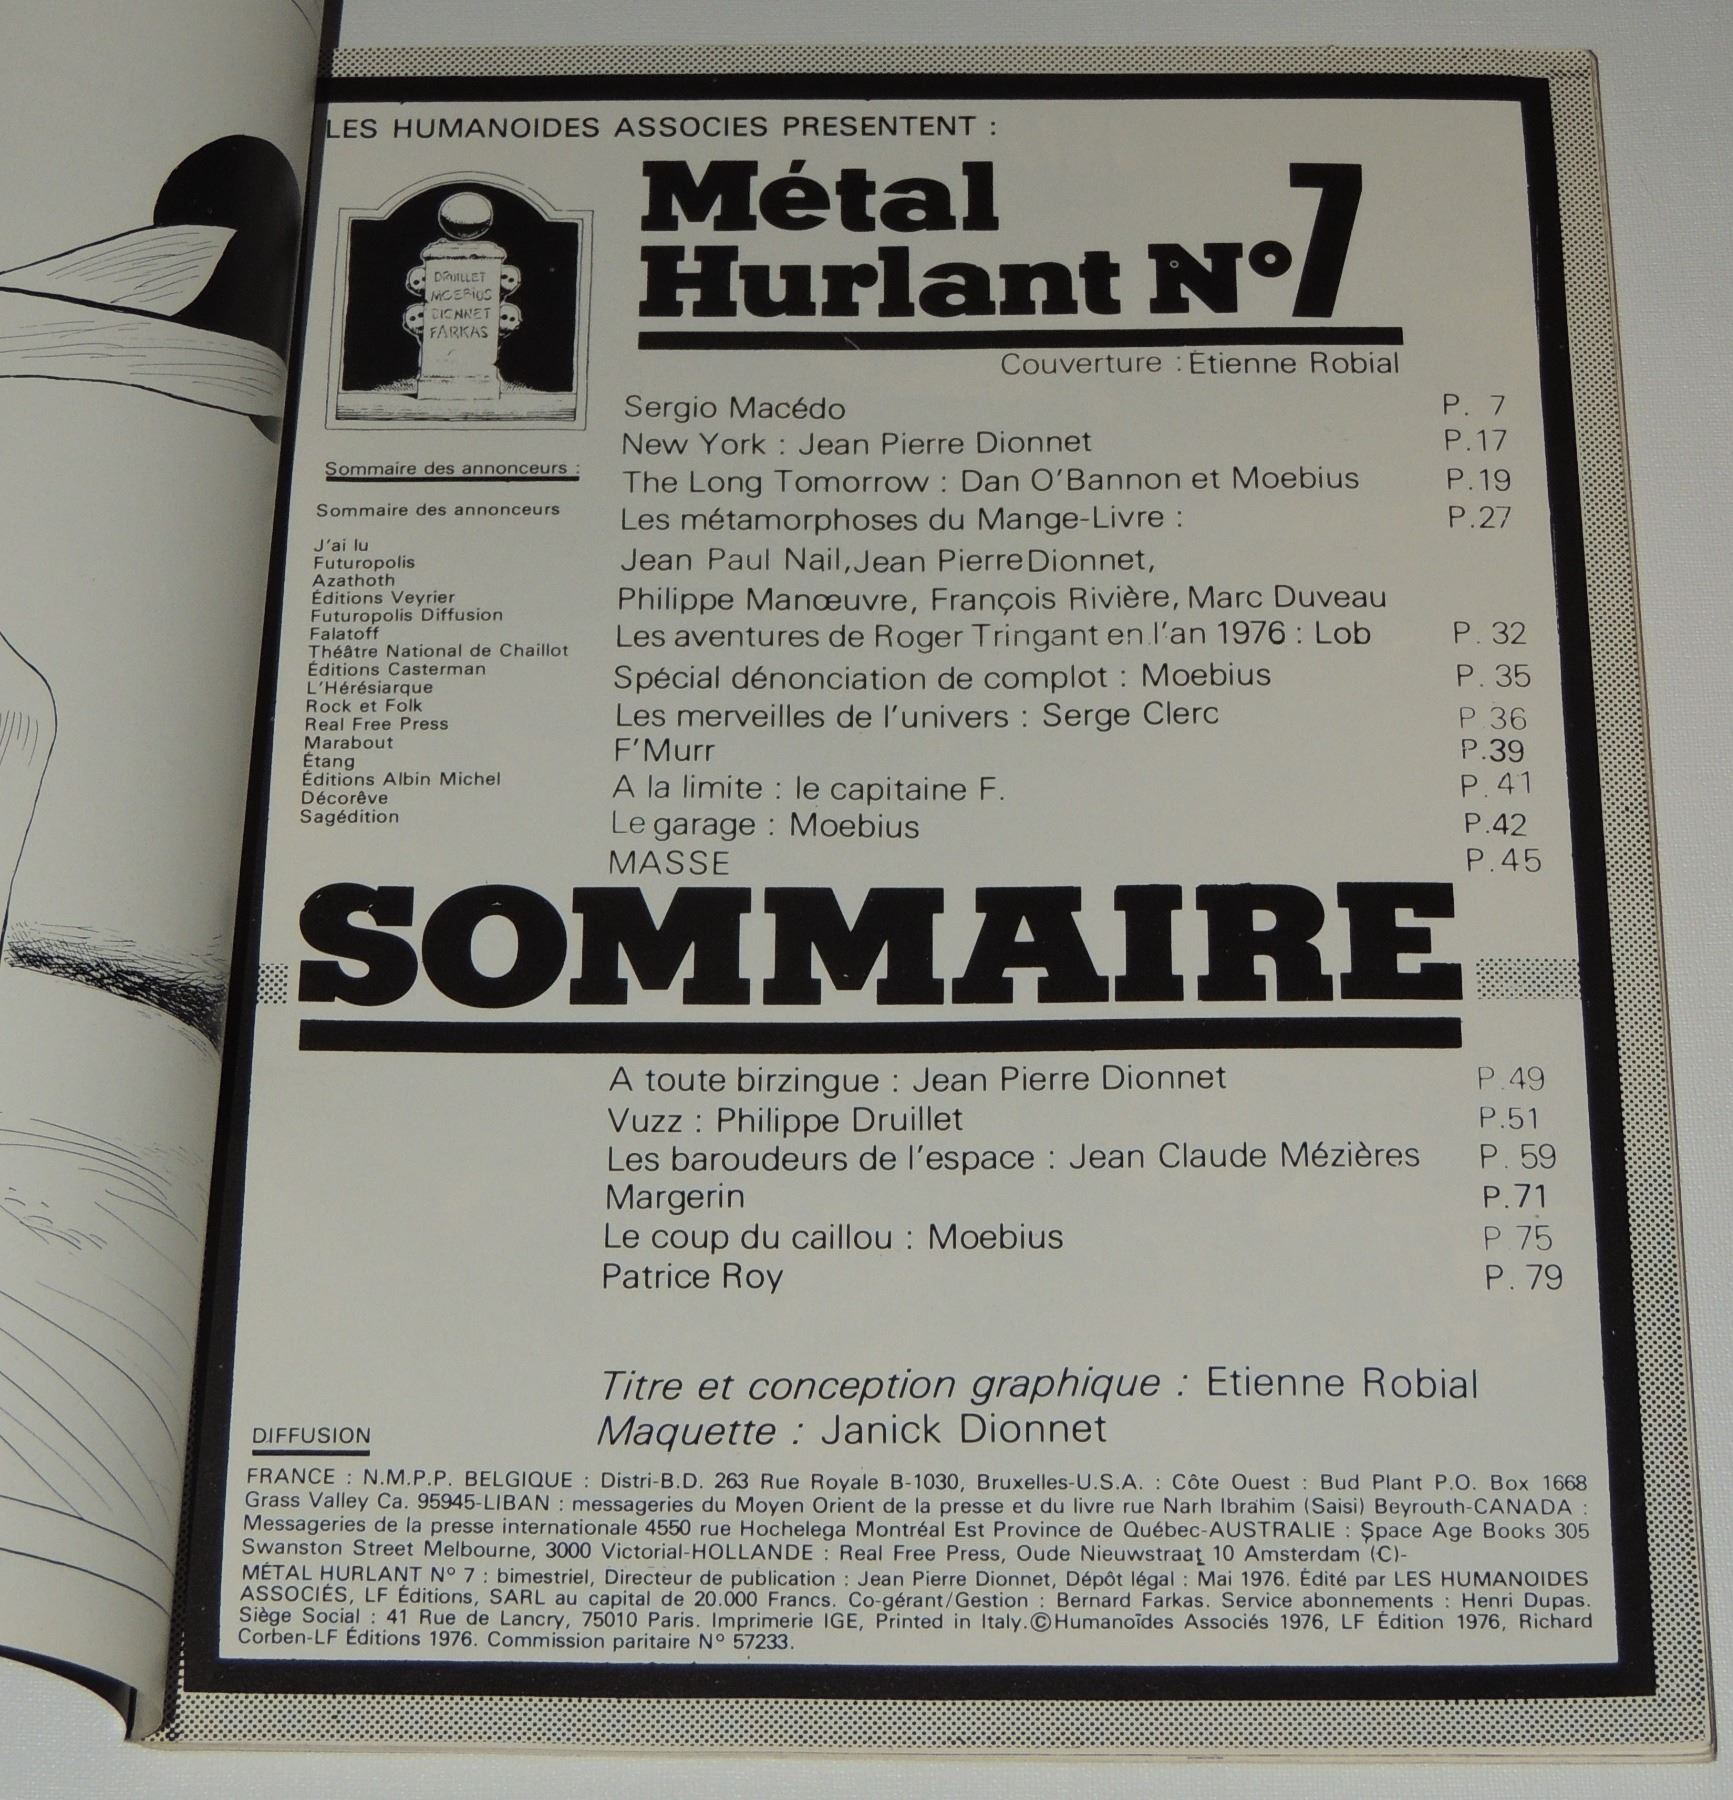 LES HUMANOIDES ASSOCIES PRESENTENT :
Métal
Hurlant Nº7
DRUILLET
MOEBIUS
DIONNET
FARKAS
Couverture : Etienne Robial
Sergio Macédo P. 7
New York : Jean Pierre Dionnet P.17
The Long Tomorrow : Dan O'Bannon et Moebius P.19
Les métamorphoses du Mange-Livre : P.27
Jean Paul Nail, Jean Pierre Dionnet,
Philippe Manœuvre, François Rivière, Marc Duveau
Les aventures de Roger Tringant en l'an 1976 : Lob P. 32
Spécial dénonciation de complot : Moebius P. 35
Les merveilles de l'univers : Serge Clerc P.36
F'Murr P.39
A la limite : le capitaine F. P. 41
Le garage : Moebius P.42
MASSE P.45
Sommaire des annonceurs :
Sommaire des annonceurs
J'ai lu
Futuropolis
Azathoth
Éditions Veyrier
Futuropolis Diffusion
Falatoff
Théâtre National de Chaillot
Éditions Casterman
L'Hérésiarque
Rock et Folk
Real Free Press
Marabout
Étang
Éditions Albin Michel
Décorêve
Sagédition
SOMMAIRE
A toute birzingue : Jean Pierre Dionnet P.49
Vuzz : Philippe Druillet P.51
Les baroudeurs de l'espace : Jean Claude Mézières P. 59
Margerin P.71
Le coup du caillou : Moebius P 75
Patrice Roy P. 79
Titre et conception graphique : Etienne Robial
Maquette : Janick Dionnet
DIFFUSION
FRANCE : N.M.P.P. BELGIQUE : Distri-B.D. 263 Rue Royale B-1030, Bruxelles-U.S.A. : Côte Ouest : Bud Plant P.O. Box 1668
Grass Valley Ca. 95945-LIBAN : messageries du Moyen Orient de la presse et du livre rue Narh Ibrahim (Saisi) Beyrouth-CANADA :
Messageries de la presse internationale 4550 rue Hochelega Montréal Est Province de Québec-AUSTRALIE : Space Age Books 305
Swanston Street Melbourne, 3000 Victorial-HOLLANDE : Real Free Press, Oude Nieuwstraat 10 Amsterdam (C)-
MÉTAL HURLANT Nº 7 : bimestriel, Directeur de publication : Jean Pierre Dionnet, Dépôt légal : Mai 1976. Édité par LES HUMANOIDES
ASSOCIÉS, LF Éditions, SARL au capital de 20.000 Francs. Co-gérant/Gestion : Bernard Farkas. Service abonnements : Henri Dupas.
Siège Social : 41 Rue de Lancry, 75010 Paris. Imprimerie IGE, Printed in Italy.©Humanoïdes Associés 1976, LF Édition 1976, Richard
Corben-LF Éditions 1976. Commission paritaire Nº 57233.